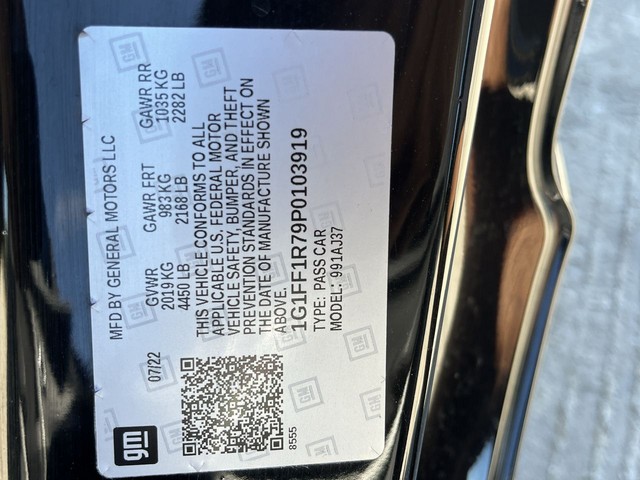 gm
MFD BY GENERAL MOTORS LLC
07/22
GVWR GAWR FRT GAWR RR
2019 KG 983 KG 1035 KG
4450 LB 2168 LB 2282 LB
THIS VEHICLE CONFORMS TO ALL
APPLICABLE U.S. FEDERAL MOTOR
VEHICLE SAFETY, BUMPER, AND THEFT
PREVENTION STANDARDS IN EFFECT ON
THE DATE OF MANUFACTURE SHOWN
ABOVE.
1G1FF1R79P0103919
TYPE: PASS CAR
MODEL: 991AJ37
8555